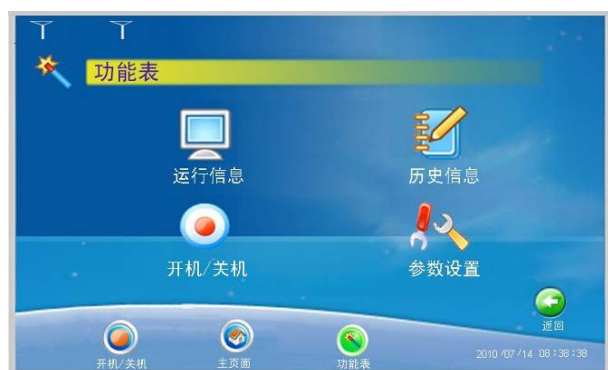 功能表
运行信息
历史信息
开机/关机
参数设置
返回
开机/关机
主页面
功能表
2010/07/14 08:38:38